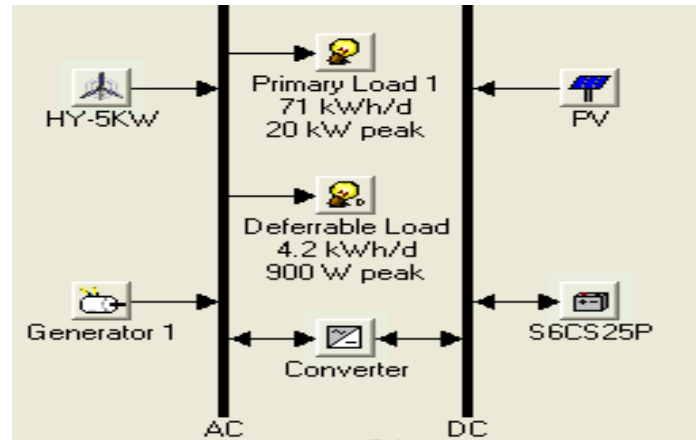 HY-5KW
Primary Load 1
71 kWh/d
20 kW peak
PV
Deferrable Load
4.2 kWh/d
900 W peak
Generator 1
Converter
S6CS25P
AC
DC